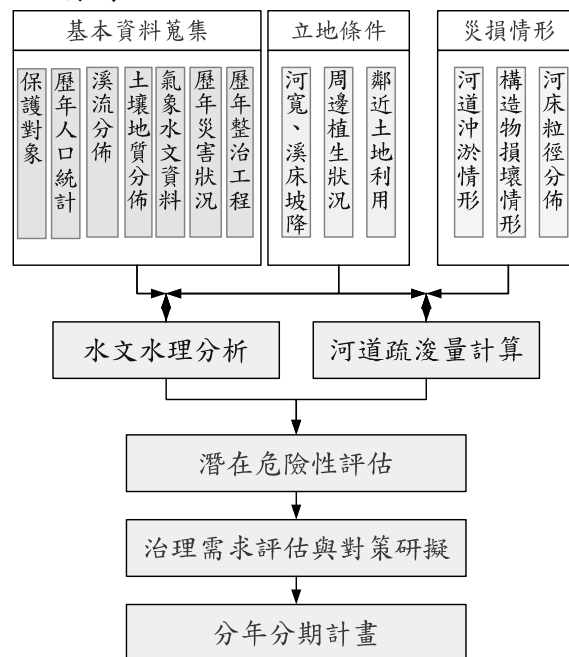 基本資料蒐集
保護對象
歷年人口統計
溪流分佈
土壤地質分佈
氣象水文資料
歷年災害狀況
歷年整治工程
立地條件
河寬、溪床坡降
周邊植生狀況
鄰近土地利用
災損情形
河道沖淤情形
構造物損壞情形
河床粒徑分佈
水文水理分析
河道疏浚量計算
潛在危險性評估
治理需求評估與對策研擬
分年分期計畫